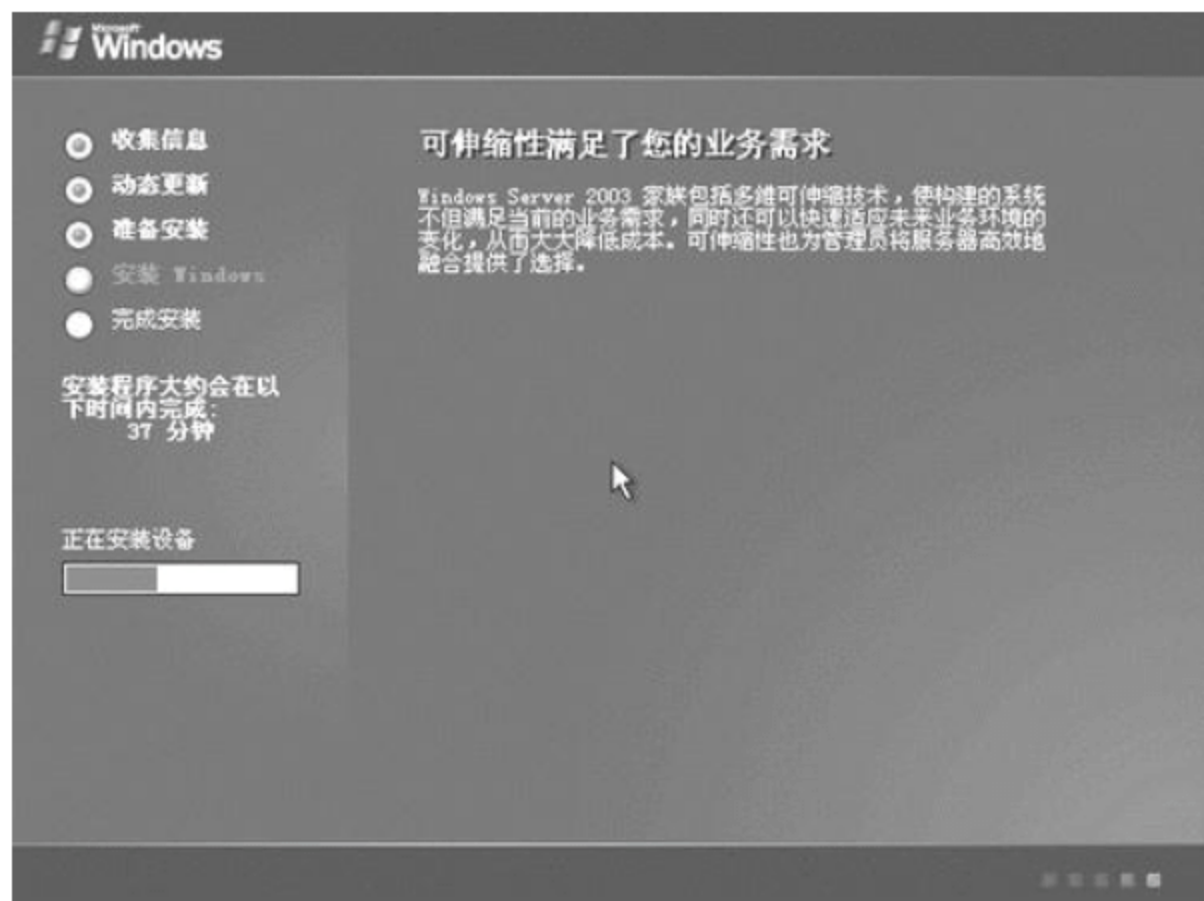 Microsoft
Windows
收集信息
动态更新
准备安装
安装 Windows
完成安装
安装程序大约会在以
下时间内完成:
37 分钟
正在安装设备
可伸缩性满足了您的业务需求
Windows Server 2003 家族包括多维可伸缩技术，使构建的系统
不但满足当前的业务需求，同时还可以快速适应未来业务环境的
变化，从而大大降低成本。可伸缩性也为管理员将服务器高效地
融合提供了选择。